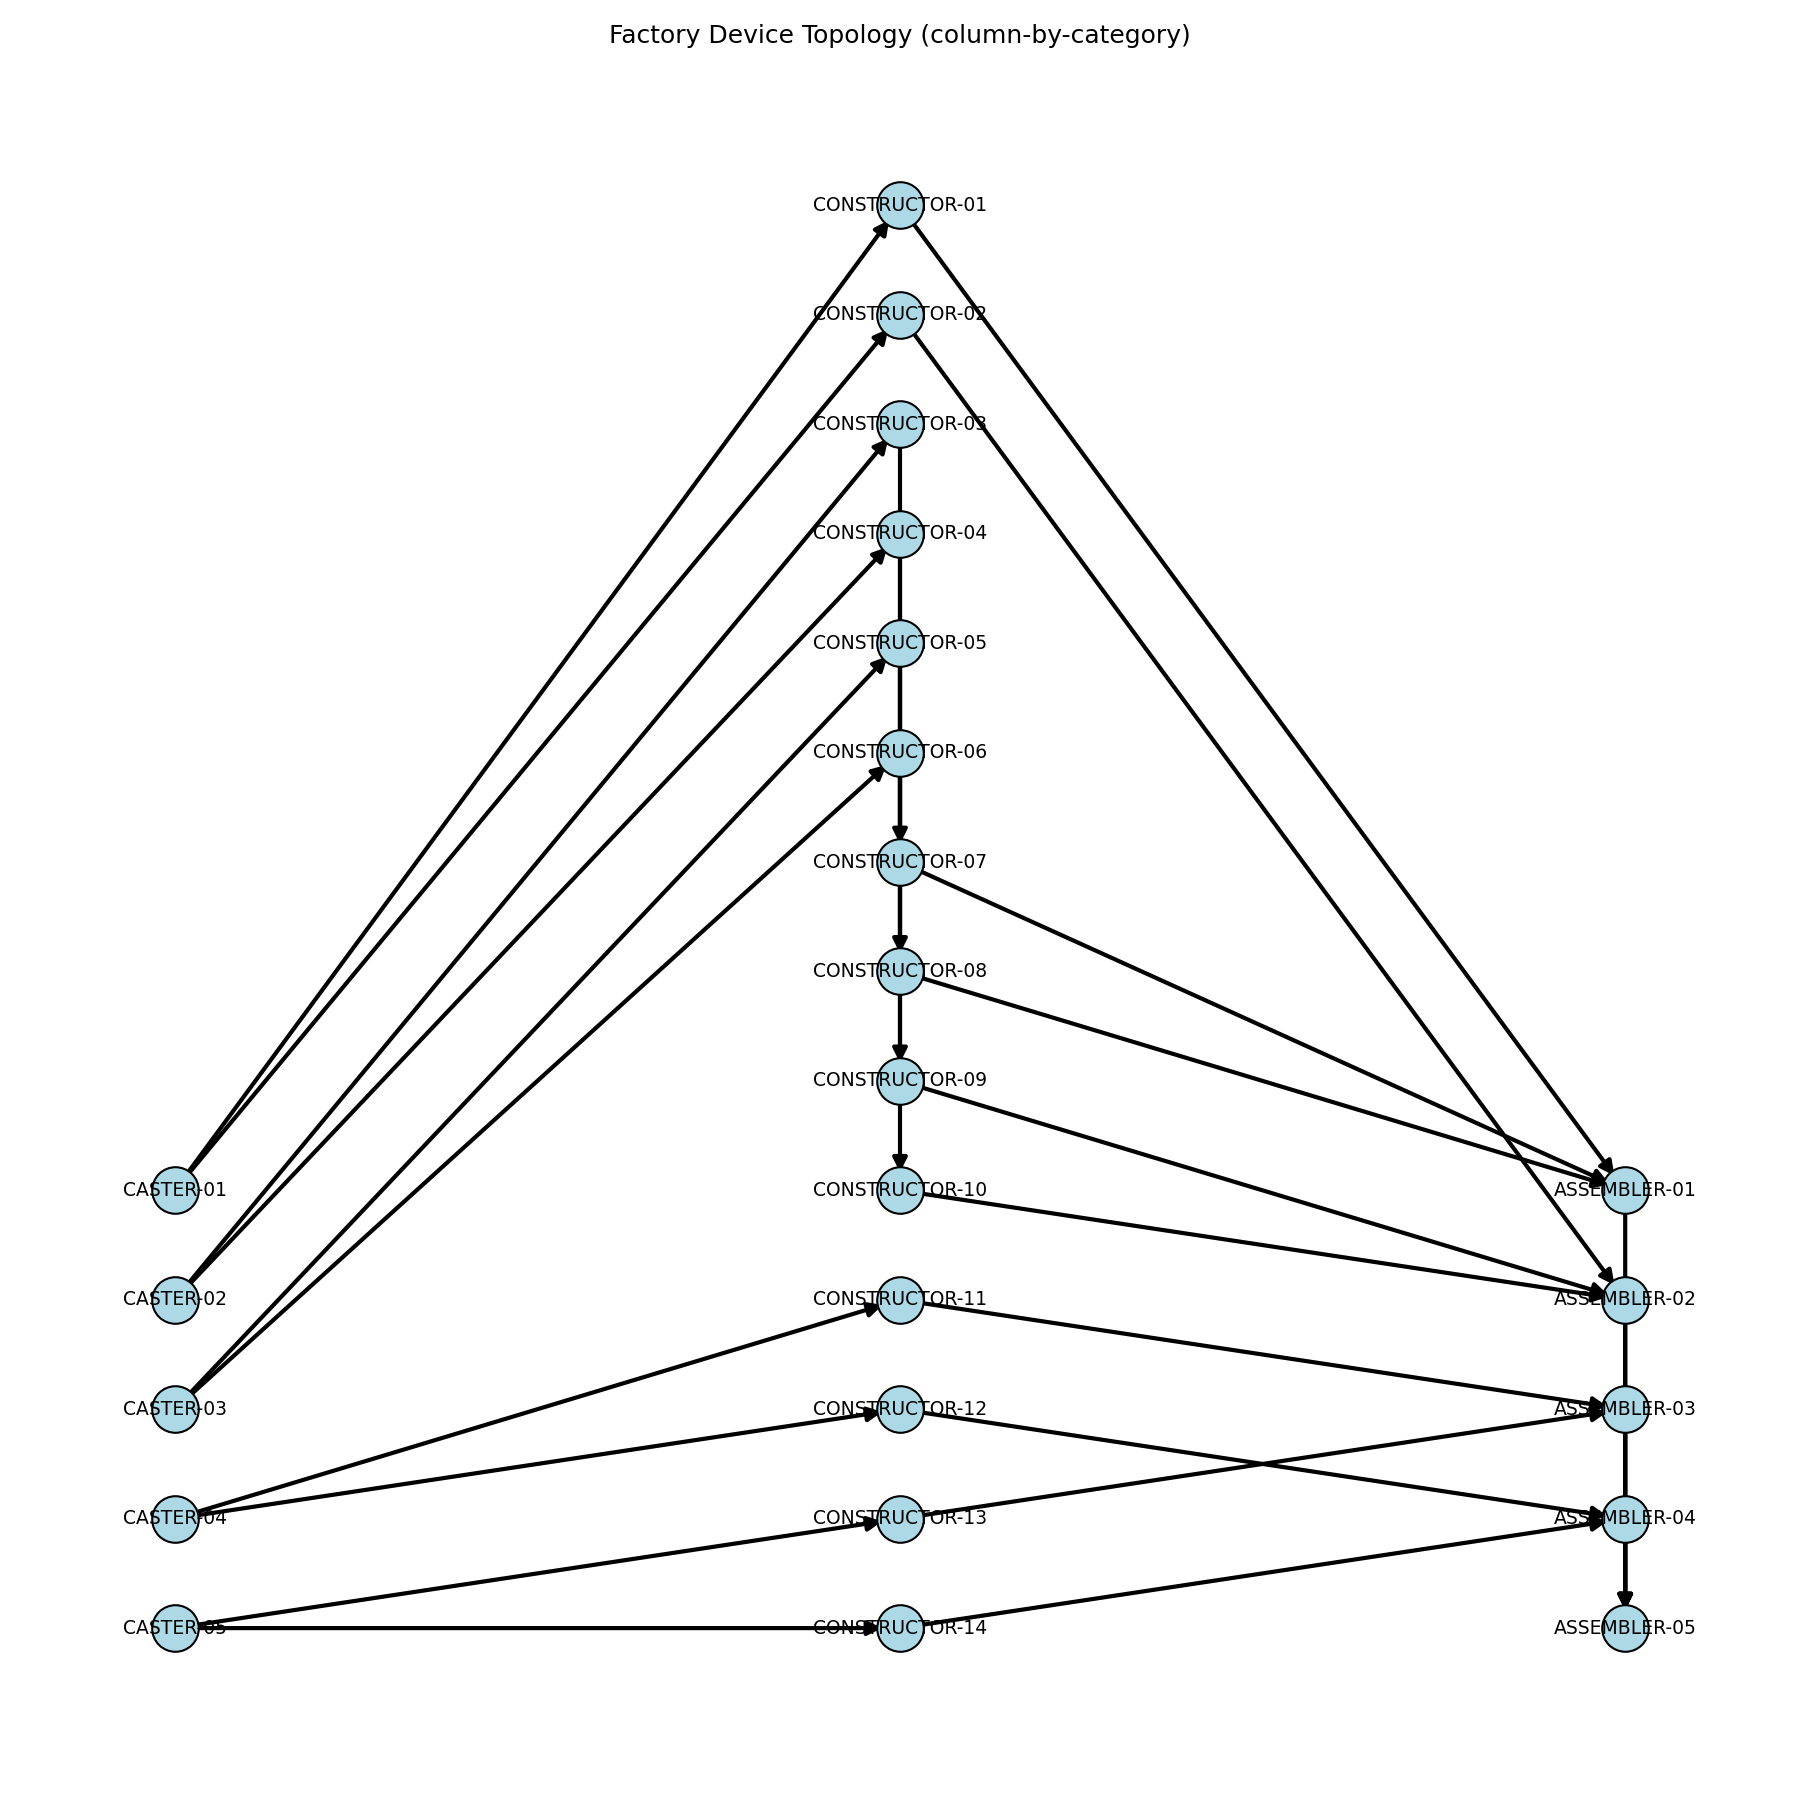 Factory Device Topology (column-by-category)
CONSTRUCTOR-01
CONSTRUCTOR-02
CONSTRUCTOR-03
CONSTRUCTOR-04
CONSTRUCTOR-05
CONSTRUCTOR-06
CONSTRUCTOR-07
CONSTRUCTOR-08
CONSTRUCTOR-09
CASTER-01
CONSTRUCTOR-10
ASSEMBLER-01
CASTER-02
CONSTRUCTOR-11
ASSEMBLER-02
CASTER-03
CONSTRUCTOR-12
ASSEMBLER-03
CASTER-04
CONSTRUCTOR-13
ASSEMBLER-04
CASTER-05
CONSTRUCTOR-14
ASSEMBLER-05